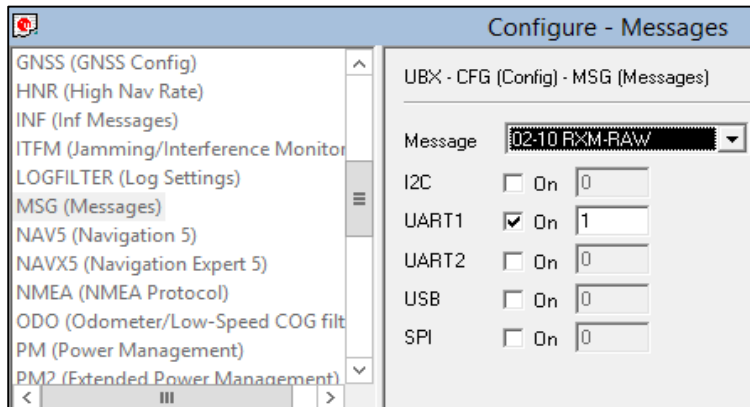 Configure - Messages
GNSS (GNSS Config)
HNR (High Nav Rate)
INF (Inf Messages)
ITFM (Jamming/Interference Monitor
LOGFILTER (Log Settings)
MSG (Messages)
NAV5 (Navigation 5)
NAVX5 (Navigation Expert 5)
NMEA (NMEA Protocol)
ODO (Odometer/Low-Speed COG filt
PM (Power Management)
PM2 (Extended Power Management)
UBX - CFG (Config) - MSG (Messages)
Message 02-10 RXM-RAW
I2C On 0
UART1 On 1
UART2 On 0
USB On 0
SPI On 0